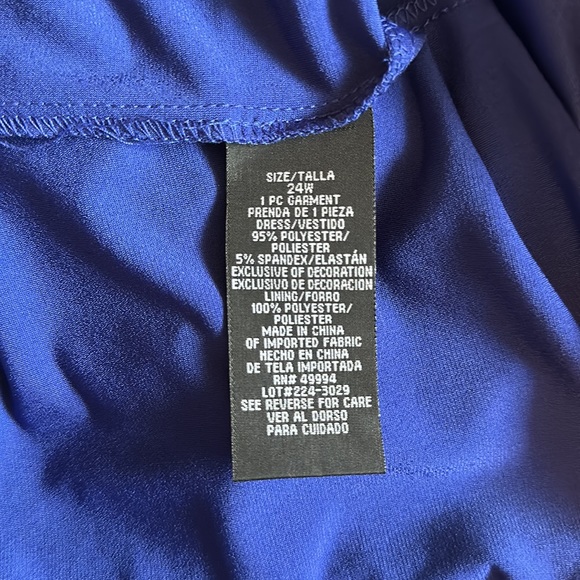 SIZE/TALLA
24W
1 PC GARMENT
PRENDA DE 1 PIEZA
DRESS/VESTIDO
95% POLYESTER/
POLIESTER
5% SPANDEX/ELASTÁN
EXCLUSIVE OF DECORATION
EXCLUSIVO DE DECORACION
LINING/FORRO
100% POLYESTER/
POLIESTER
MADE IN CHINA
OF IMPORTED FABRIC
HECHO EN CHINA
DE TELA IMPORTADA
RN# 49994
LOT#224-3029
SEE REVERSE FOR CARE
VER AL DORSO
PARA CUIDADO